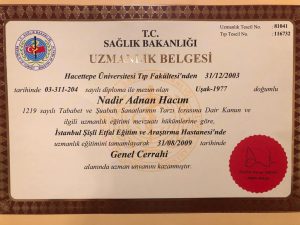 Uzmanlık Tescil No. 81041
Tıp Tescil No: 116732
T.C.
SAĞLIK BAKANLIĞI
UZMANLIK BELGESİ
Hacettepe Üniversitesi Tıp Fakültesi'nden 31/12/2003
tarihinde 03-311-204 sayılı diploma ile mezun olan Uşak-1977 doğumlu
Nadir Adnan Hacım
1219 sayılı Tababet ve Şuabatı Sanatlarının Tarzı İcrasına Dair Kanun ve
ilgili uzmanlık eğitimi mevzuatı hükümlerine göre,
İstanbul Şişli Etfal Eğitim ve Araştırma Hastanesi'nde
uzmanlık eğitimini tamamlayarak 31/08/2009 tarihinde
Genel Cerrahi
alanında uzman unvanını kazanmıştır.